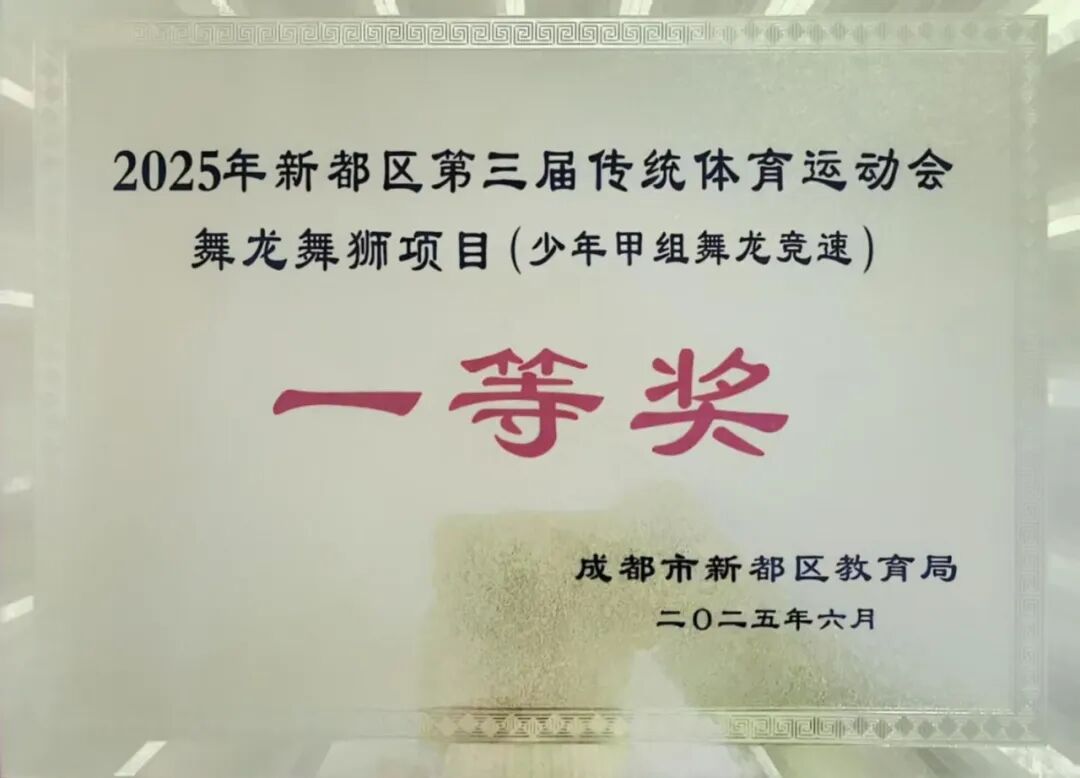 2025年新都区第三届传统体育运动会
舞龙舞狮项目(少年甲组舞龙竞速)
一等奖
成都市新都区教育局
二〇二五年六月